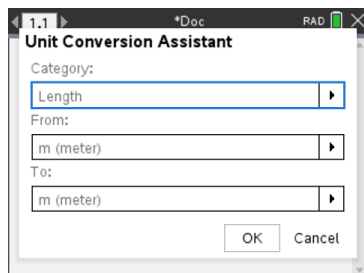 1.1 *Doc RAD
Unit Conversion Assistant
Category:
Length
From:
m (meter)
To:
m (meter)
OK Cancel